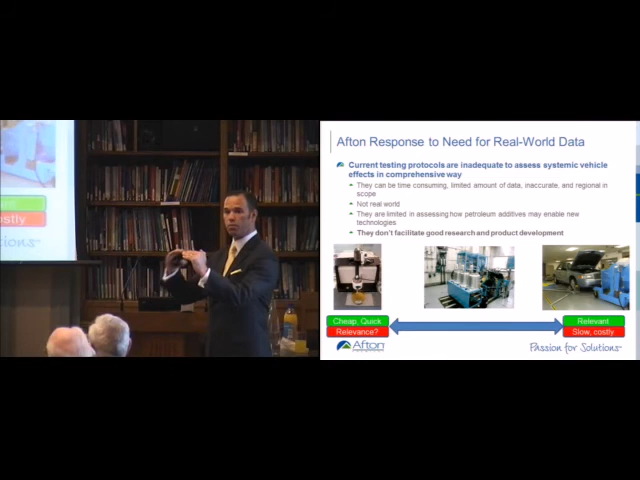 Afton Response to Need for Real-World Data
Current testing protocols are inadequate to assess systemic vehicle
effects in comprehensive way
They can be time consuming, limited amount of data, inaccurate, and regional in
scope
Not real world
They are limited in assessing how petroleum additives may enable new
technologies
They don't facilitate good research and product development
Cheap, Quick
Relevance?
Relevant
Slow, costly
Afton
Passion for Solutions
ant
ostly
utions